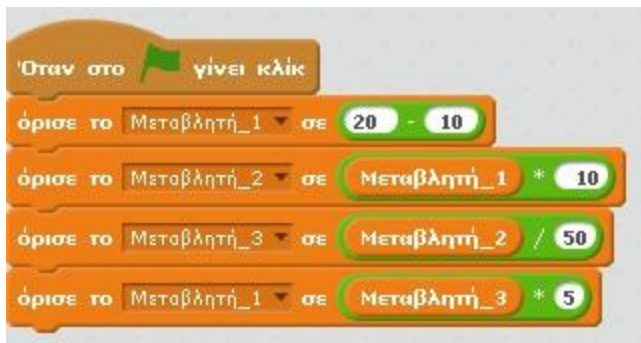 Όταν στο γίνει κλίκ
όρισε το Μεταβλητή_1 σε 20 - 10
όρισε το Μεταβλητή_2 σε Μεταβλητή_1 * 10
όρισε το Μεταβλητή_3 σε Μεταβλητή_2 / 50
όρισε το Μεταβλητή_1 σε Μεταβλητή_3 * 5